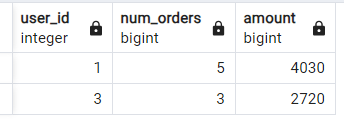 user_id num_orders amount
integer bigint bigint
1 5 4030
3 3 2720